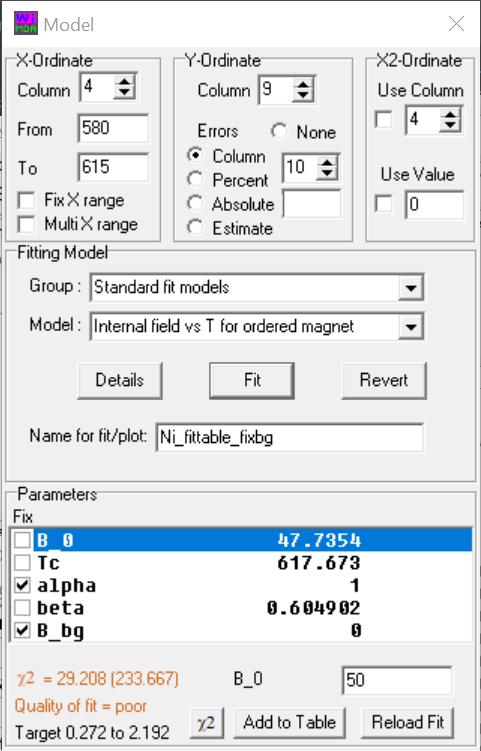 Wi
MDA
Model
X-Ordinate
Column 4
From 580
To 615
Fix X range
Multi X range
Y-Ordinate
Column 9
Errors None
Column 10
Percent
Absolute
Estimate
X2-Ordinate
Use Column
4
Use Value
0
Fitting Model
Group : Standard fit models
Model : Internal field vs T for ordered magnet
Details Fit Revert
Name for fit/plot: Ni_fittable_fixbg
Parameters
Fix
B_0 47.7354
Tc 617.673
alpha 1
beta 0.604902
B_bg 0
χ2 = 29.208 (233.667) B_0 50
Quality of fit = poor
Target 0.272 to 2.192 χ2 Add to Table Reload Fit